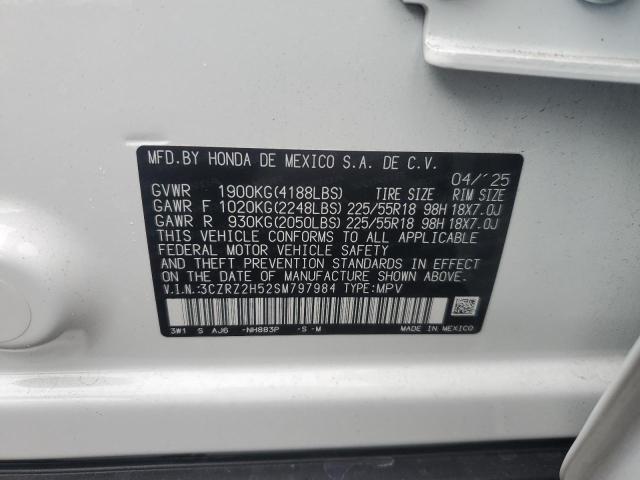 MFD.BY HONDA DE MEXICO S.A. DE C.V.
04/'25
GVWR 1900KG(4188LBS) TIRE SIZE RIM SIZE
GAWR F 1020KG(2248LBS) 225/55R18 98H 18X7.0J
GAWR R 930KG(2050LBS) 225/55R18 98H 18X7.0J
THIS VEHICLE CONFORMS TO ALL APPLICABLE
FEDERAL MOTOR VEHICLE SAFETY
AND THEFT PREVENTION STANDARDS IN
EFFECT ON THE DATE OF MANUFACTURE SHOWN ABOVE.
V.I.N.:3CZRZ2H52SM797984 TYPE:MPV
3W1 S AJ6 -NH883P -S-M MADE IN MEXICO